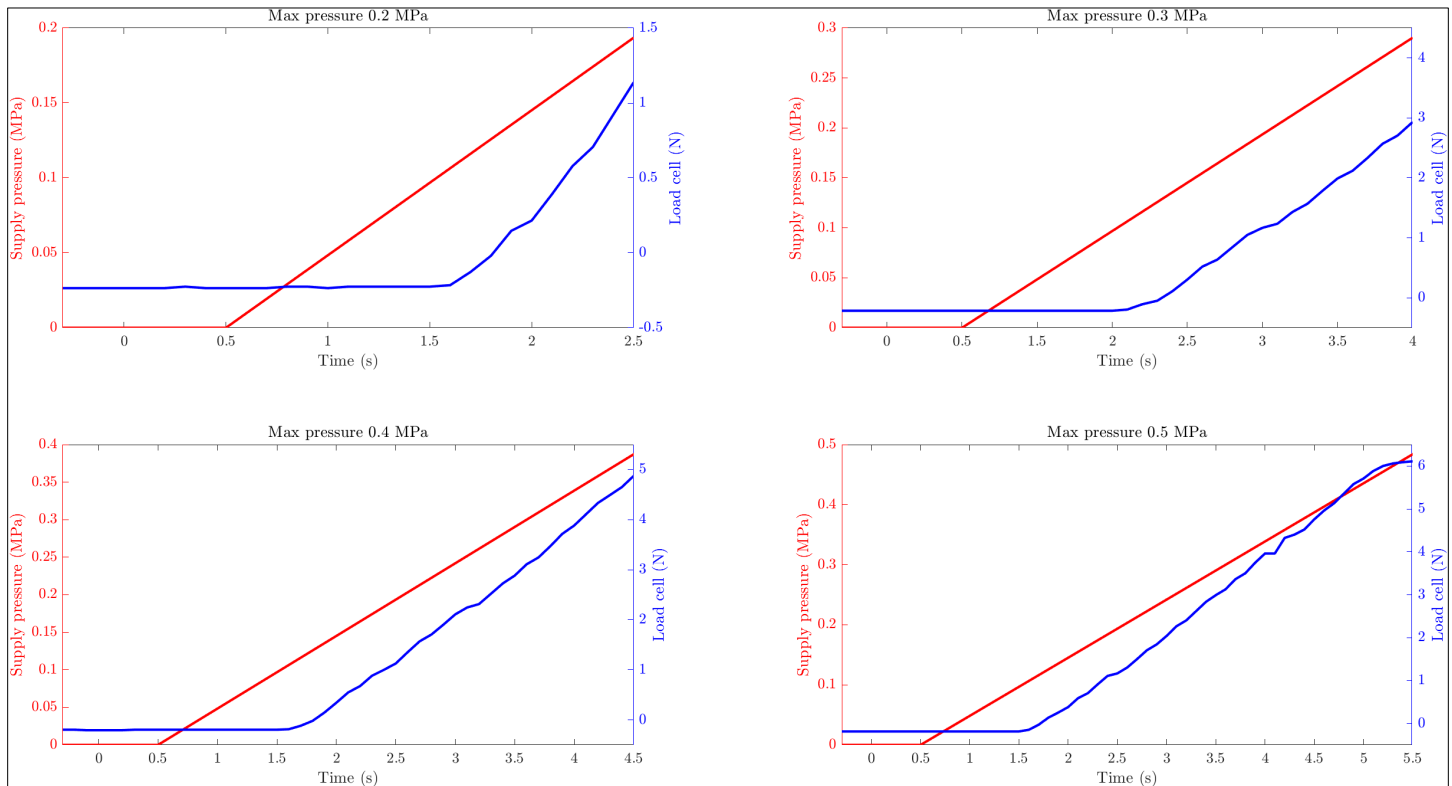 Max pressure 0.2 MPa
Supply pressure (MPa)
0.2
0.15
0.1
0.05
0
1.5
1
0.5
0
-0.5
Load cell (N)
0 0.5 1 1.5 2 2.5
Time (s)
Max pressure 0.3 MPa
Supply pressure (MPa)
0.3
0.25
0.2
0.15
0.1
0.05
0
4
3
2
1
0
Load cell (N)
0 0.5 1.5 2 2.5 3 3.5 4
Time (s)
Max pressure 0.4 MPa
Supply pressure (MPa)
0.4
0.35
0.3
0.25
0.2
0.15
0.1
0.05
0
5
4
3
2
1
0
Load cell (N)
0 0.5 1 1.5 2 2.5 3 3.5 4 4.5
Time (s)
Max pressure 0.5 MPa
Supply pressure (MPa)
0.5
0.4
0.3
0.2
0.1
0
6
5
4
3
2
1
0
Load cell (N)
0 0.5 1 1.5 2 2.5 3 3.5 4 4.5 5 5.5
Time (s)